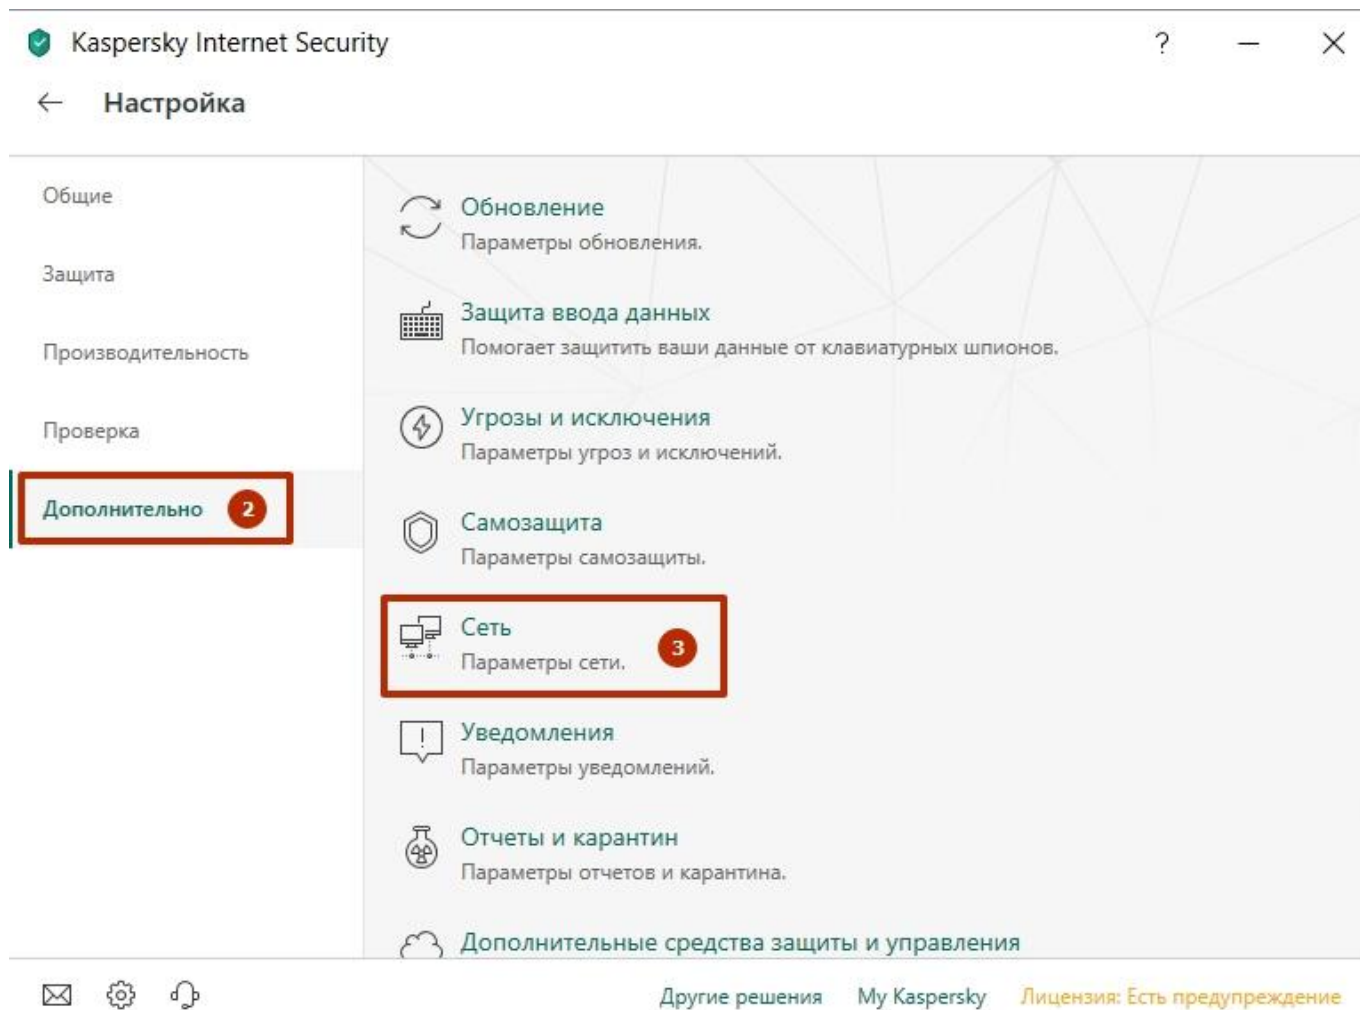 Kaspersky Internet Security
Настройка
Общие
Защита
Производительность
Проверка
Дополнительно 2
Обновление
Параметры обновления.
Защита ввода данных
Помогает защитить ваши данные от клавиатурных шпионов.
Угрозы и исключения
Параметры угроз и исключений.
Самозащита
Параметры самозащиты.
Сеть
Параметры сети. 3
Уведомления
Параметры уведомлений.
Отчеты и карантин
Параметры отчетов и карантина.
Дополнительные средства защиты и управления
Другие решения My Kaspersky Лицензия: Есть предупреждение